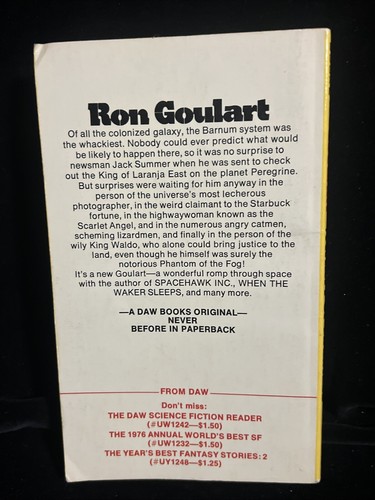 Ron Goulart
Of all the colonized galaxy, the Barnum system was
the whackiest. Nobody could ever predict what would
be likely to happen there, so it was no surprise to
newsman Jack Summer when he was sent to check
out the King of Laranja East on the planet Peregrine.
But surprises were waiting for him anyway in the
person of the universe's most lecherous
photographer, in the weird claimant to the Starbuck
fortune, in the highwaywoman known as the
Scarlet Angel, and in the numerous angry catmen,
scheming lizardmen, and finally in the person of the
wily King Waldo, who alone could bring justice to the
land, even though he himself was surely the
notorious Phantom of the Fog!
It's a new Goulart—a wonderful romp through space
with the author of SPACEHAWK INC., WHEN THE
WAKER SLEEPS, and many more.
—A DAW BOOKS ORIGINAL—
NEVER
BEFORE IN PAPERBACK
FROM DAW
Don't miss:
THE DAW SCIENCE FICTION READER
(#UW1242—$1.50)
THE 1976 ANNUAL WORLD'S BEST SF
(#UW1232—$1.50)
THE YEAR'S BEST FANTASY STORIES: 2
(#UY1248—$1.25)